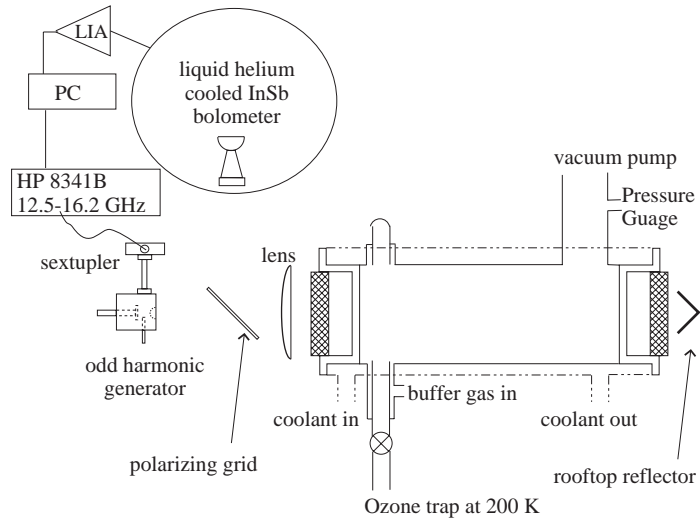 LIA
PC
liquid helium
cooled InSb
bolometer
HP 8341B
12.5-16.2 GHz
sextupler
odd harmonic
generator
polarizing grid
lens
vacuum pump
Pressure
Guage
buffer gas in
coolant in
coolant out
rooftop reflector
Ozone trap at 200 K